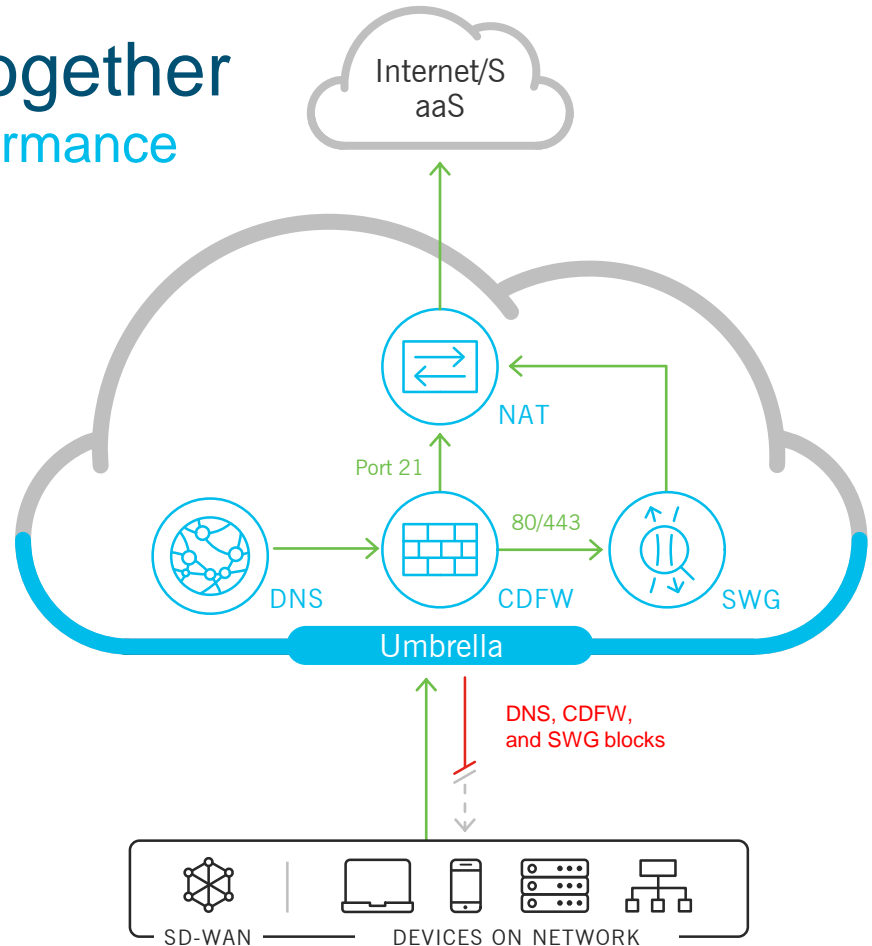 ogether
rmance
Internet/S
aaS
NAT
Port 21
80/443
DNS
CDFW
SWG
Umbrella
DNS, CDFW,
and SWG blocks
SD-WAN
DEVICES ON NETWORK